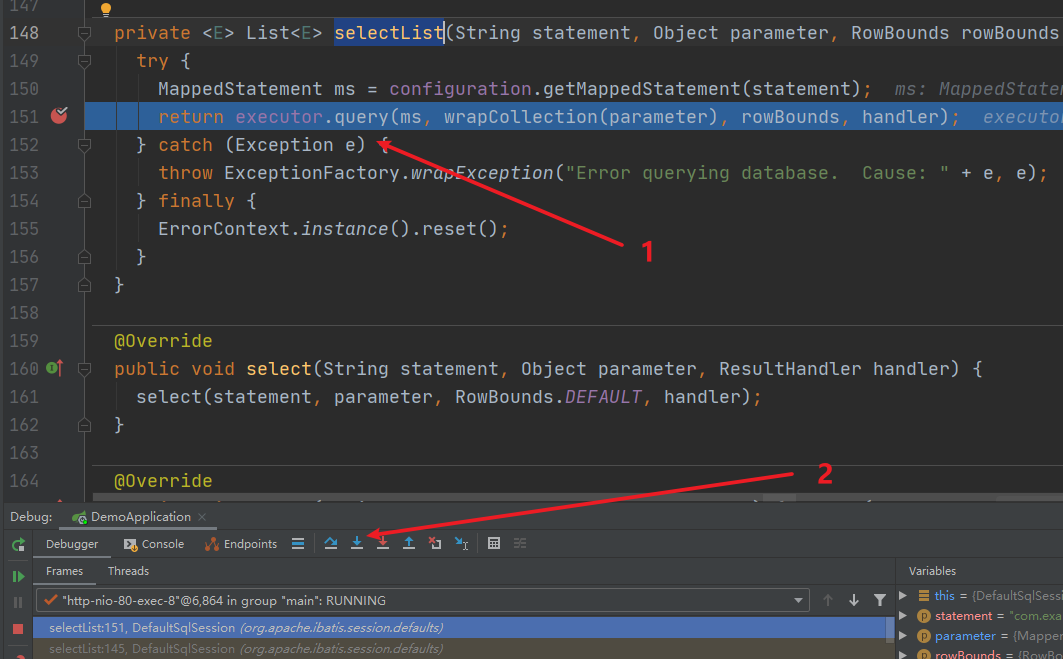 147
148 private <E> List<E> selectList(String statement, Object parameter, RowBounds rowBounds
149 try {
150 MappedStatement ms = configuration.getMappedStatement(statement); ms: MappedStatem
151 return executor.query(ms, wrapCollection(parameter), rowBounds, handler); executor
152 } catch (Exception e) {
153 throw ExceptionFactory.wrapException("Error querying database.  Cause: " + e, e);
154 } finally {
155 ErrorContext.instance().reset();
156 }
157 }
158
159 @Override
160 public void select(String statement, Object parameter, ResultHandler handler) {
161 select(statement, parameter, RowBounds.DEFAULT, handler);
162 }
163
164 @Override
1
2
Debug: DemoApplication
Debugger Console Endpoints
Frames Threads Variables
"http-nio-80-exec-8"@6,864 in group "main": RUNNING
selectList:151, DefaultSqlSession (org.apache.ibatis.session.defaults)
selectList:145, DefaultSqlSession (org.apache.ibatis.session.defaults)
this = {DefaultSqlSessi
statement = "com.exa
parameter = {Mapper
rowBounds = {RowBo